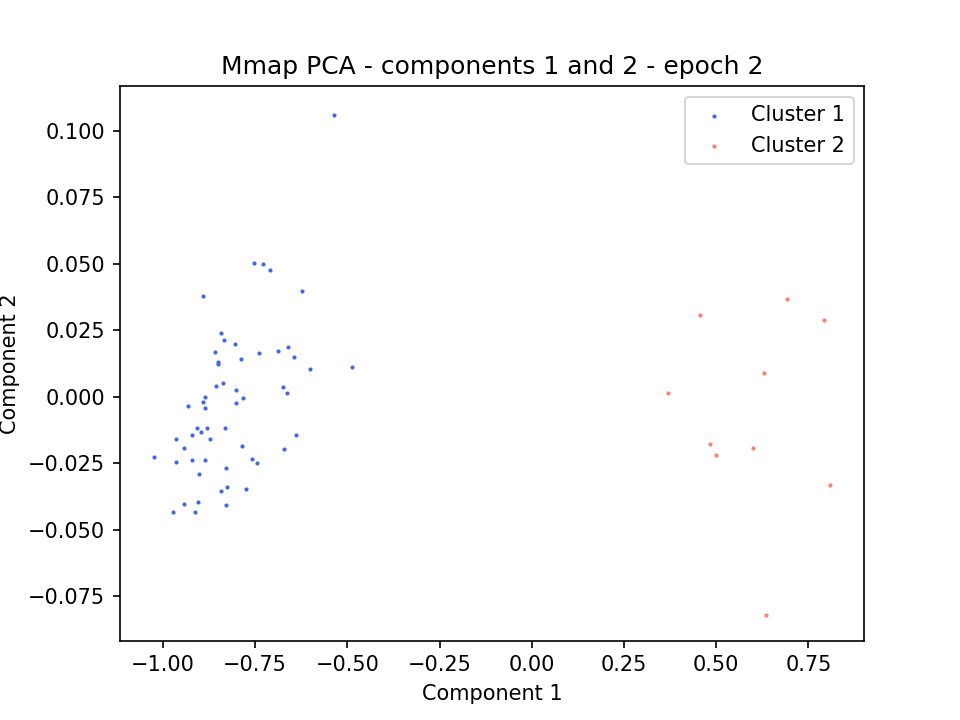 Mmap PCA - components 1 and 2 - epoch 2
Cluster 1
Cluster 2
0.100
0.075
0.050
0.025
0.000
−0.025
−0.050
−0.075
Component 2
−1.00 −0.75 −0.50 −0.25 0.00 0.25 0.50 0.75
Component 1